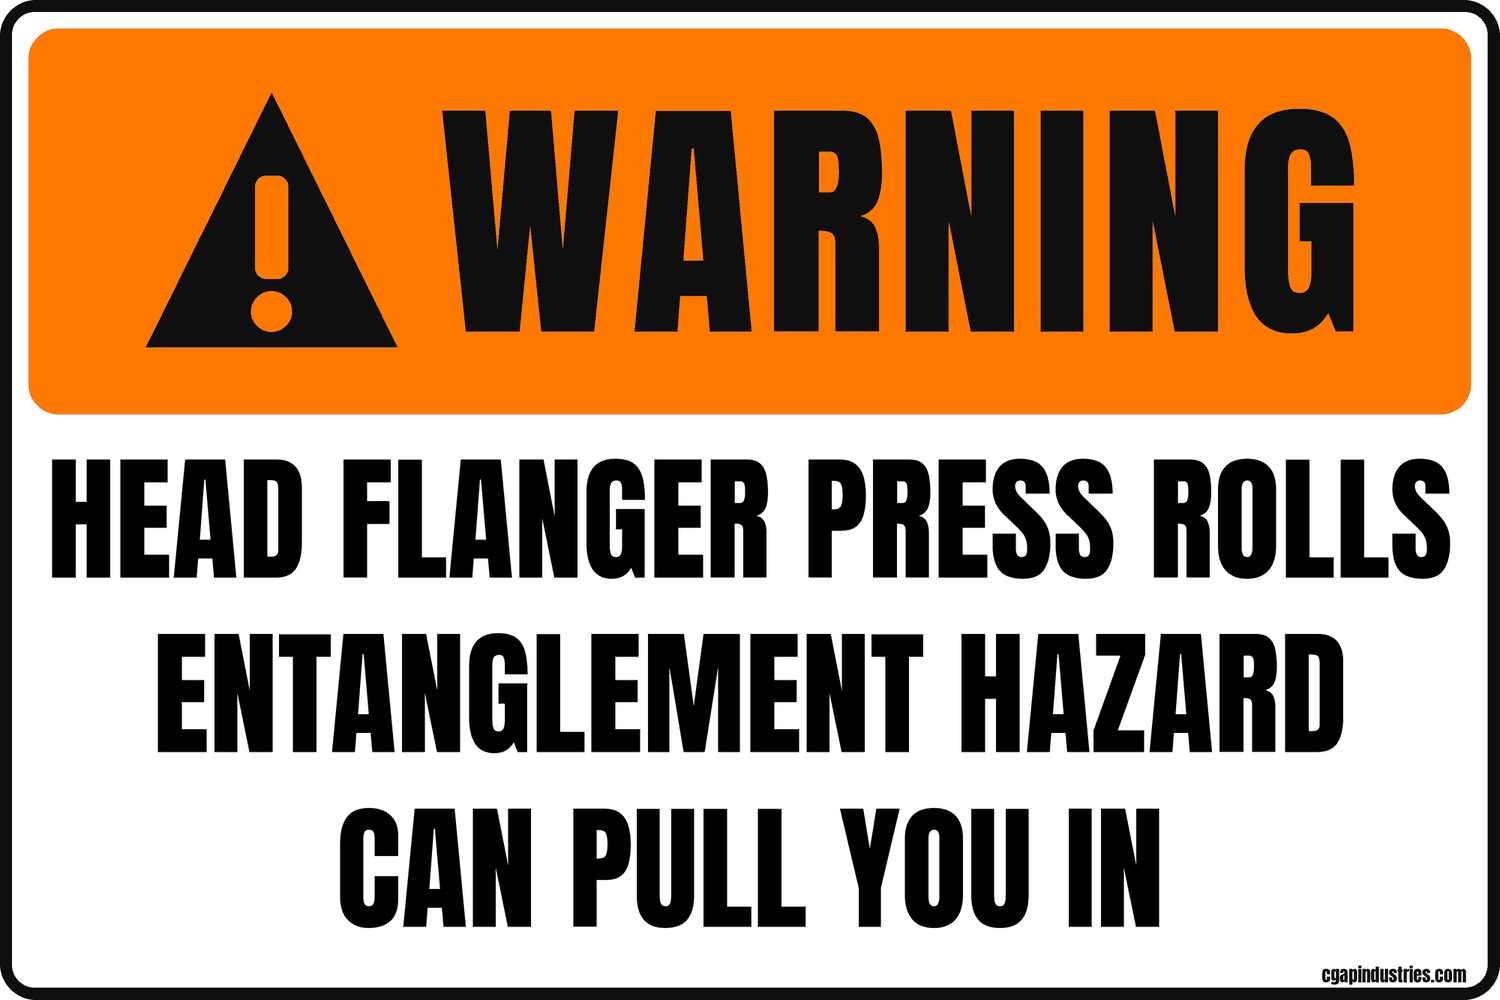 WARNING
HEAD FLANGER PRESS ROLLS
ENTANGLEMENT HAZARD
CAN PULL YOU IN
cgapindustries.com